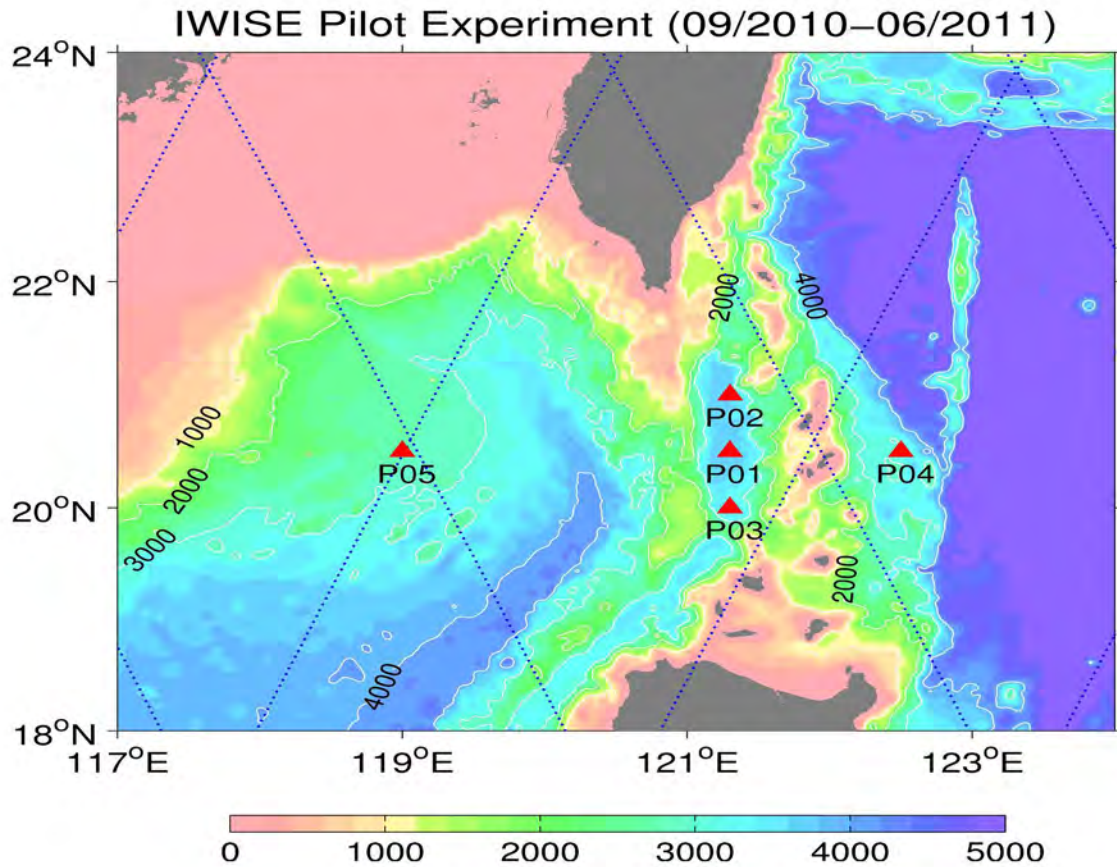 IWISE Pilot Experiment (09/2010–06/2011)
24°N
22°N
2000
4000
P02
1000
P05
P01
P04
2000
20°N
P03
3000
2000
4000
18°N
117°E 119°E 121°E 123°E
0 1000 2000 3000 4000 5000